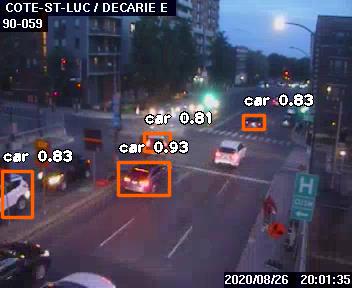 COTE-ST-LUC / DECARIE E
90-059
car 0.83
car 0.81
car 0.93
car 0.83
H
CUSM
2020/08/26 20:01:35